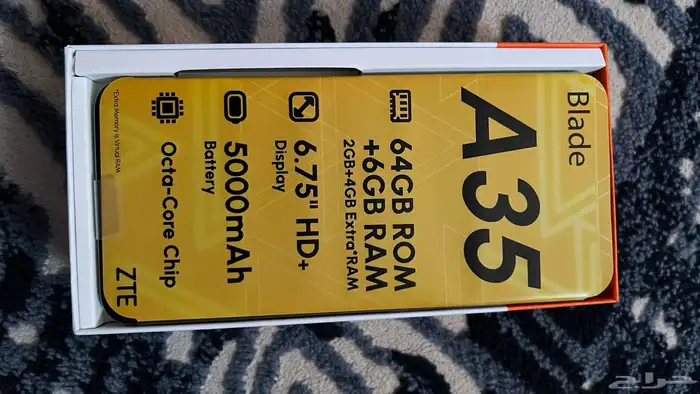 Blade
A35
64GB ROM
+6GB RAM
2GB+4GB Extra*RAM
6.75" HD+
Display
5000mAh
Battery
Octa-Core Chip
*Extra Memory is Virtual RAM
ZTE
حراج